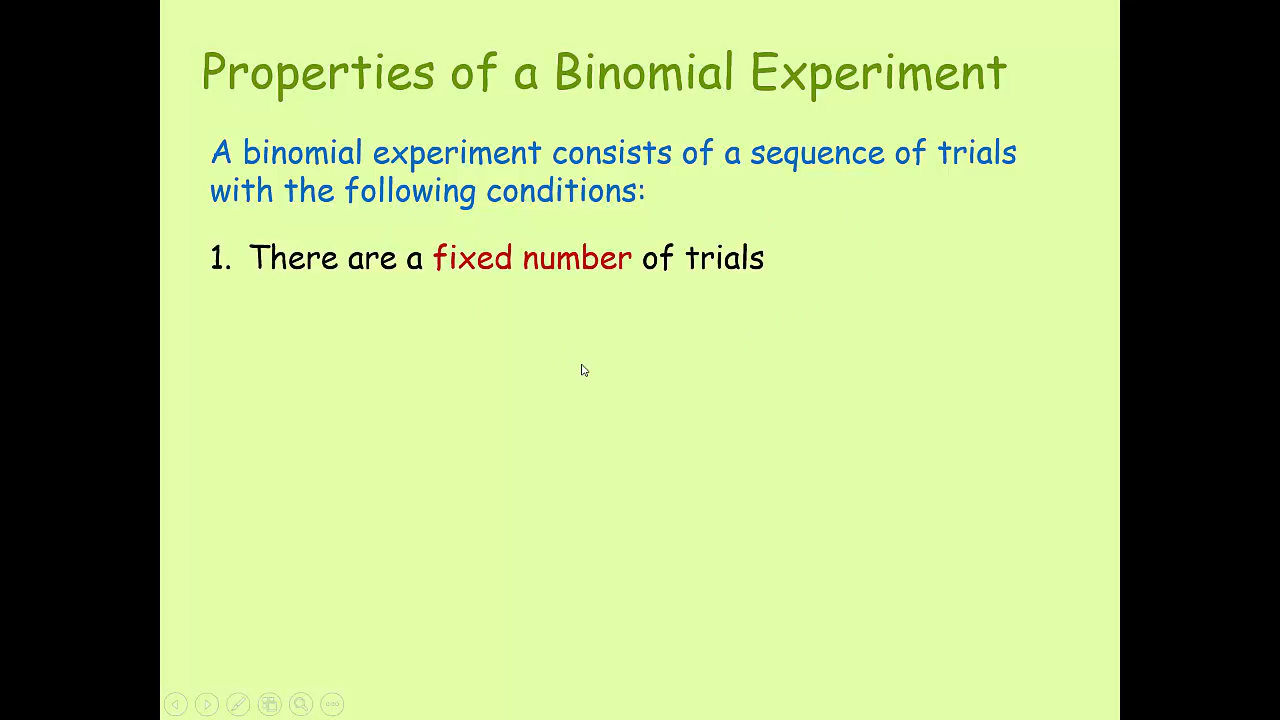 Properties of a Binomial Experiment
A binomial experiment consists of a sequence of trials
with the following conditions:
1. There are a fixed number of trials